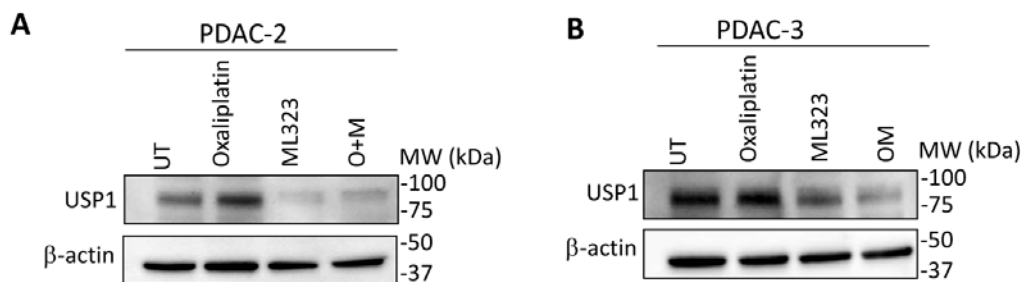 A
PDAC-2
UT
Oxaliplatin
ML323
O+M
MW (kDa)
USP1
-100
-75
β-actin
-50
-37
B
PDAC-3
UT
Oxaliplatin
ML323
OM
MW (kDa)
USP1
-100
-75
β-actin
-50
-37